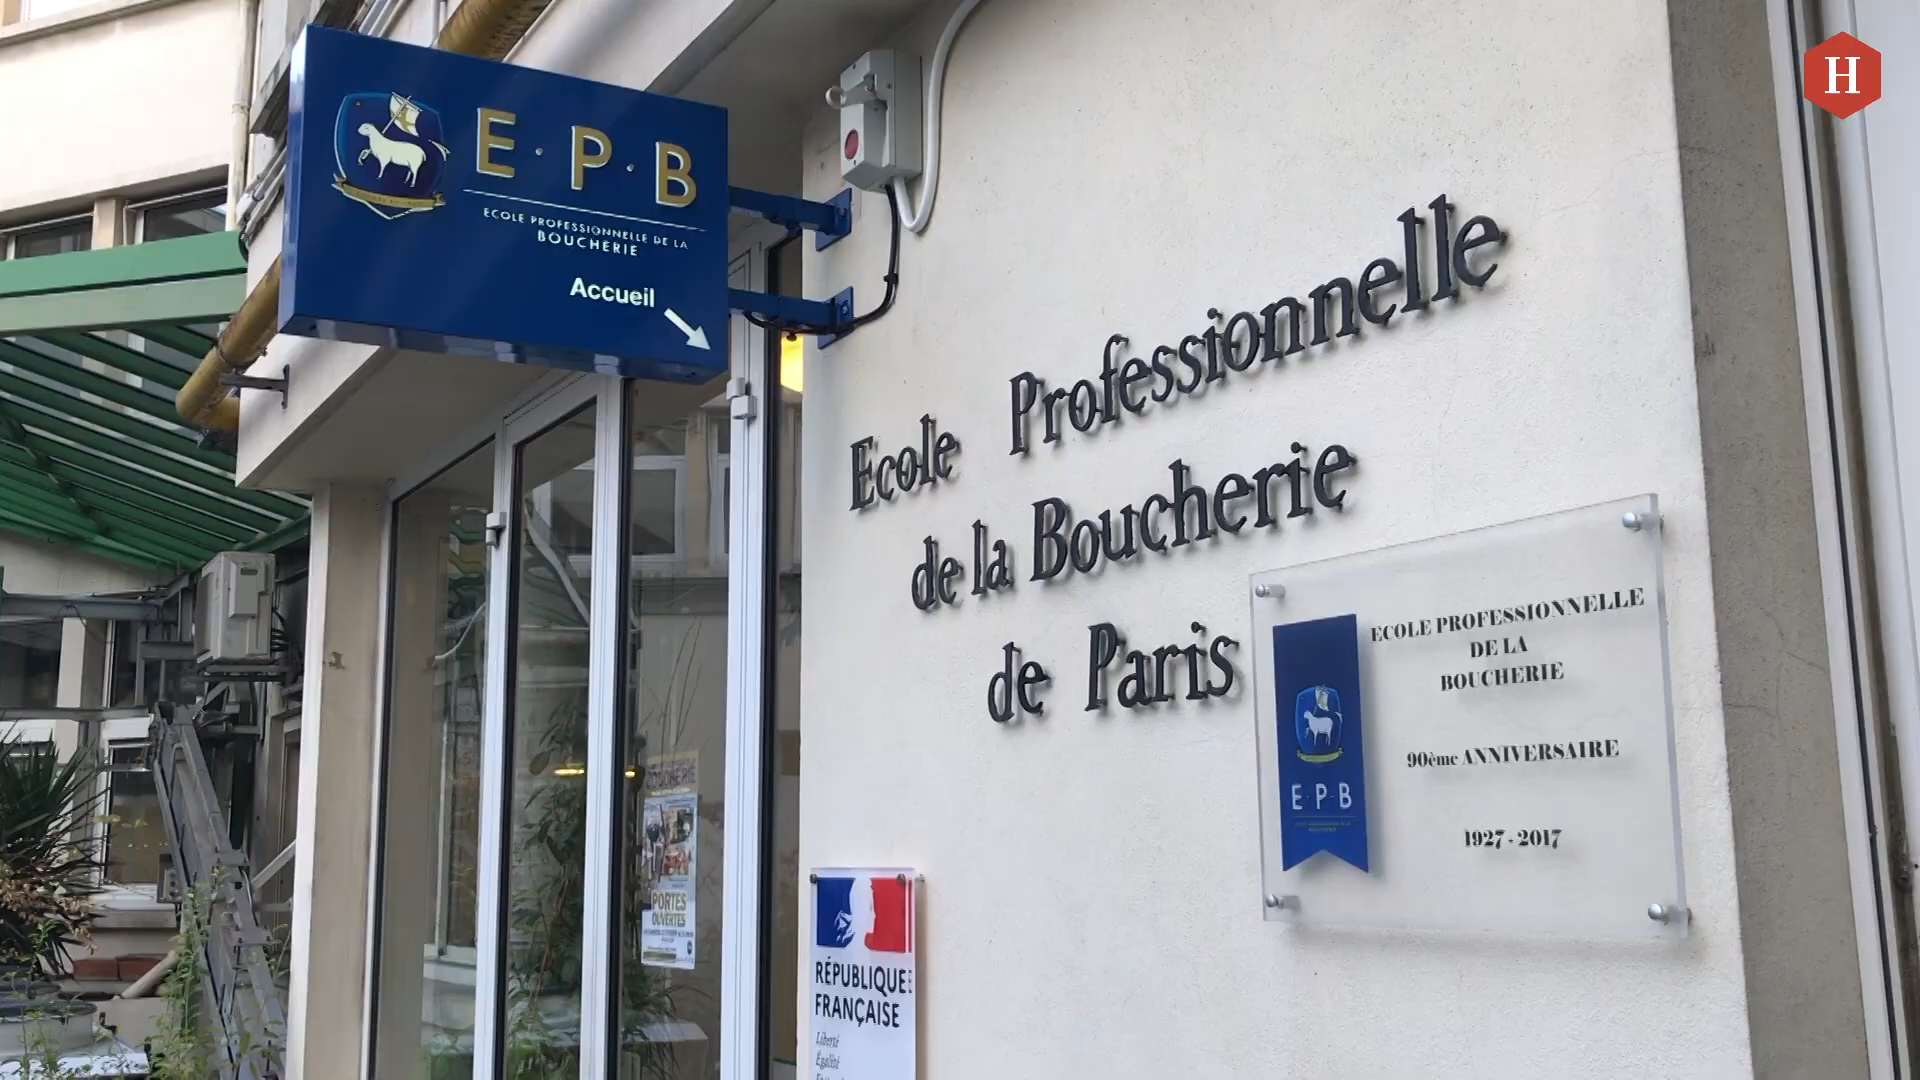 E·P·B
ECOLE PROFESSIONNELLE DE LA
BOUCHERIE
Accueil
H
Ecole Professionnelle
de la Boucherie
de Paris
ECOLE PROFESSIONNELLE
DE LA
BOUCHERIE
90ème ANNIVERSAIRE
1927 - 2017
E·P·B
BOUCHERIE
PORTES
OUVERTES
RÉPUBLIQUE
FRANÇAISE
Liberté
Égalité